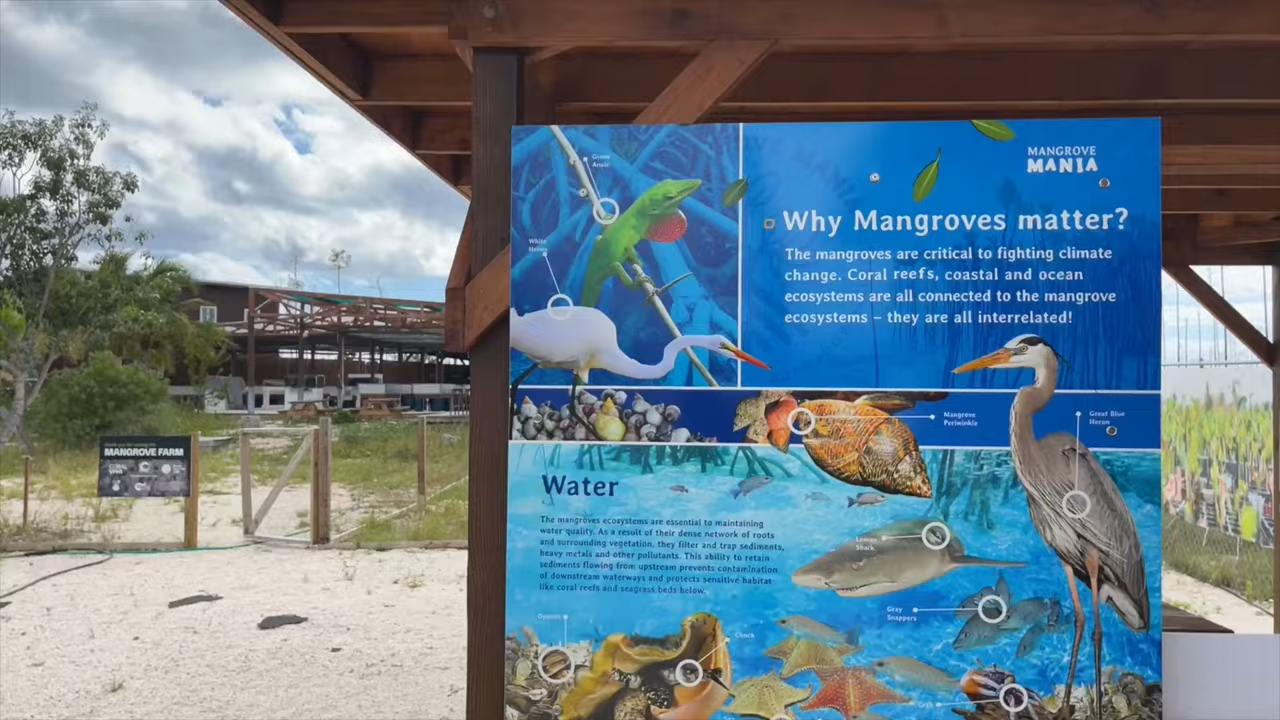 MANGROVE
MANIA
Why Mangroves matter?
The mangroves are critical to fighting climate
change. Coral reefs, coastal and ocean
ecosystems are all connected to the mangrove
ecosystems – they are all interrelated!
Green
Anole
White
Heron
Mangrove
Periwinkle
Great Blue
Heron
Water
The mangroves ecosystems are essential to maintaining
water quality. As a result of their dense network of roots
and surrounding vegetation, they filter and trap sediments,
heavy metals and other pollutants. This ability to retain
sediments flowing from upstream prevents contamination
of downstream waterways and protects sensitive habitat
like coral reefs and seagrass beds below.
Lemon
Shark
Gray
Snappers
Oysters
Conch
MANGROVE FARM